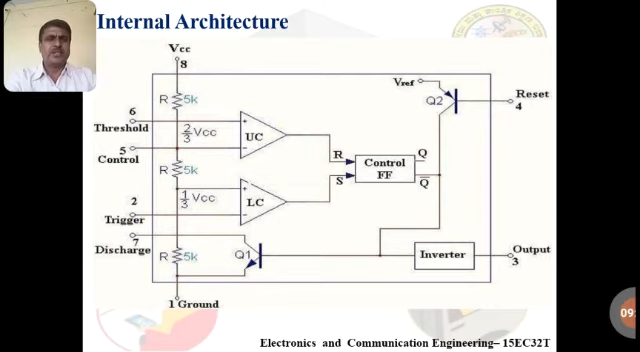 Internal Architecture
Vcc
8
Vref
Reset
4
Q2
R 5k
6
Threshold
2/3 Vcc
UC
5
Control
R
Control
FF
Q
S
Q̅
R 5k
1/3 Vcc
LC
2
Trigger
7
Discharge
R 5k
Q1
Inverter
Output
3
1 Ground
Electronics and Communication Engineering– 15EC32T
09: